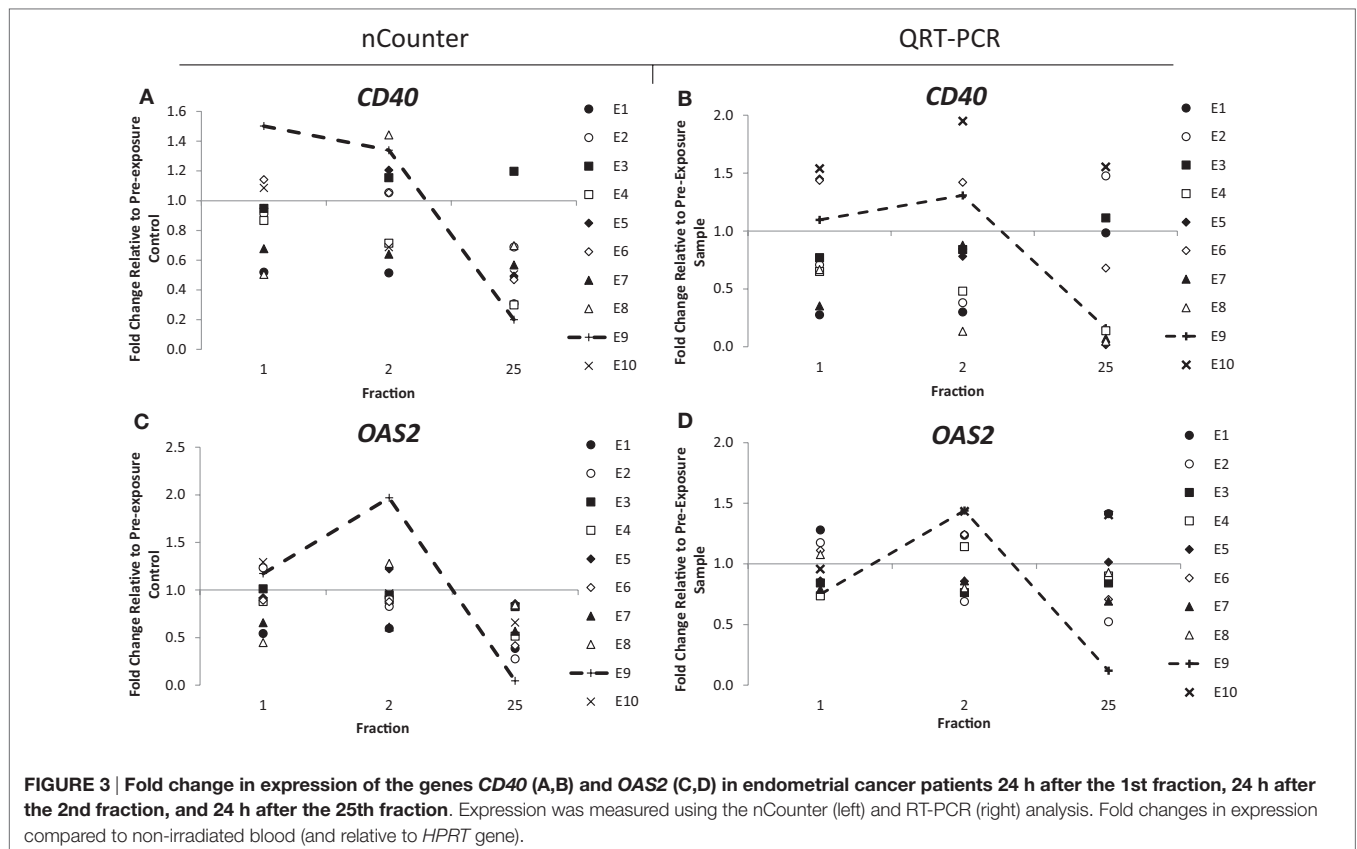 nCounter
QRT-PCR
A
CD40
Fold Change Relative to Pre-exposure
Control
1.6
1.4
1.2
1.0
0.8
0.6
0.4
0.2
0.0
1
2
25
Fraction
E1
E2
E3
E4
E5
E6
E7
E8
E9
E10
B
CD40
Fold Change Relative to Pre-Exposure
Sample
2.0
1.5
1.0
0.5
0.0
1
2
25
Fraction
E1
E2
E3
E4
E5
E6
E7
E8
E9
E10
C
OAS2
Fold Change Relative to Pre-exposure
Control
2.5
2.0
1.5
1.0
0.5
0.0
1
2
25
Fraction
E1
E2
E3
E4
E5
E6
E7
E8
E9
E10
D
OAS2
Fold Change Relative to Pre-Exposure
Sample
2.0
1.5
1.0
0.5
0.0
1
2
25
Fraction
E1
E2
E3
E4
E5
E6
E7
E8
E9
E10
FIGURE 3 | Fold change in expression of the genes CD40 (A,B) and OAS2 (C,D) in endometrial cancer patients 24 h after the 1st fraction, 24 h after
the 2nd fraction, and 24 h after the 25th fraction. Expression was measured using the nCounter (left) and RT-PCR (right) analysis. Fold changes in expression
compared to non-irradiated blood (and relative to HPRT gene).